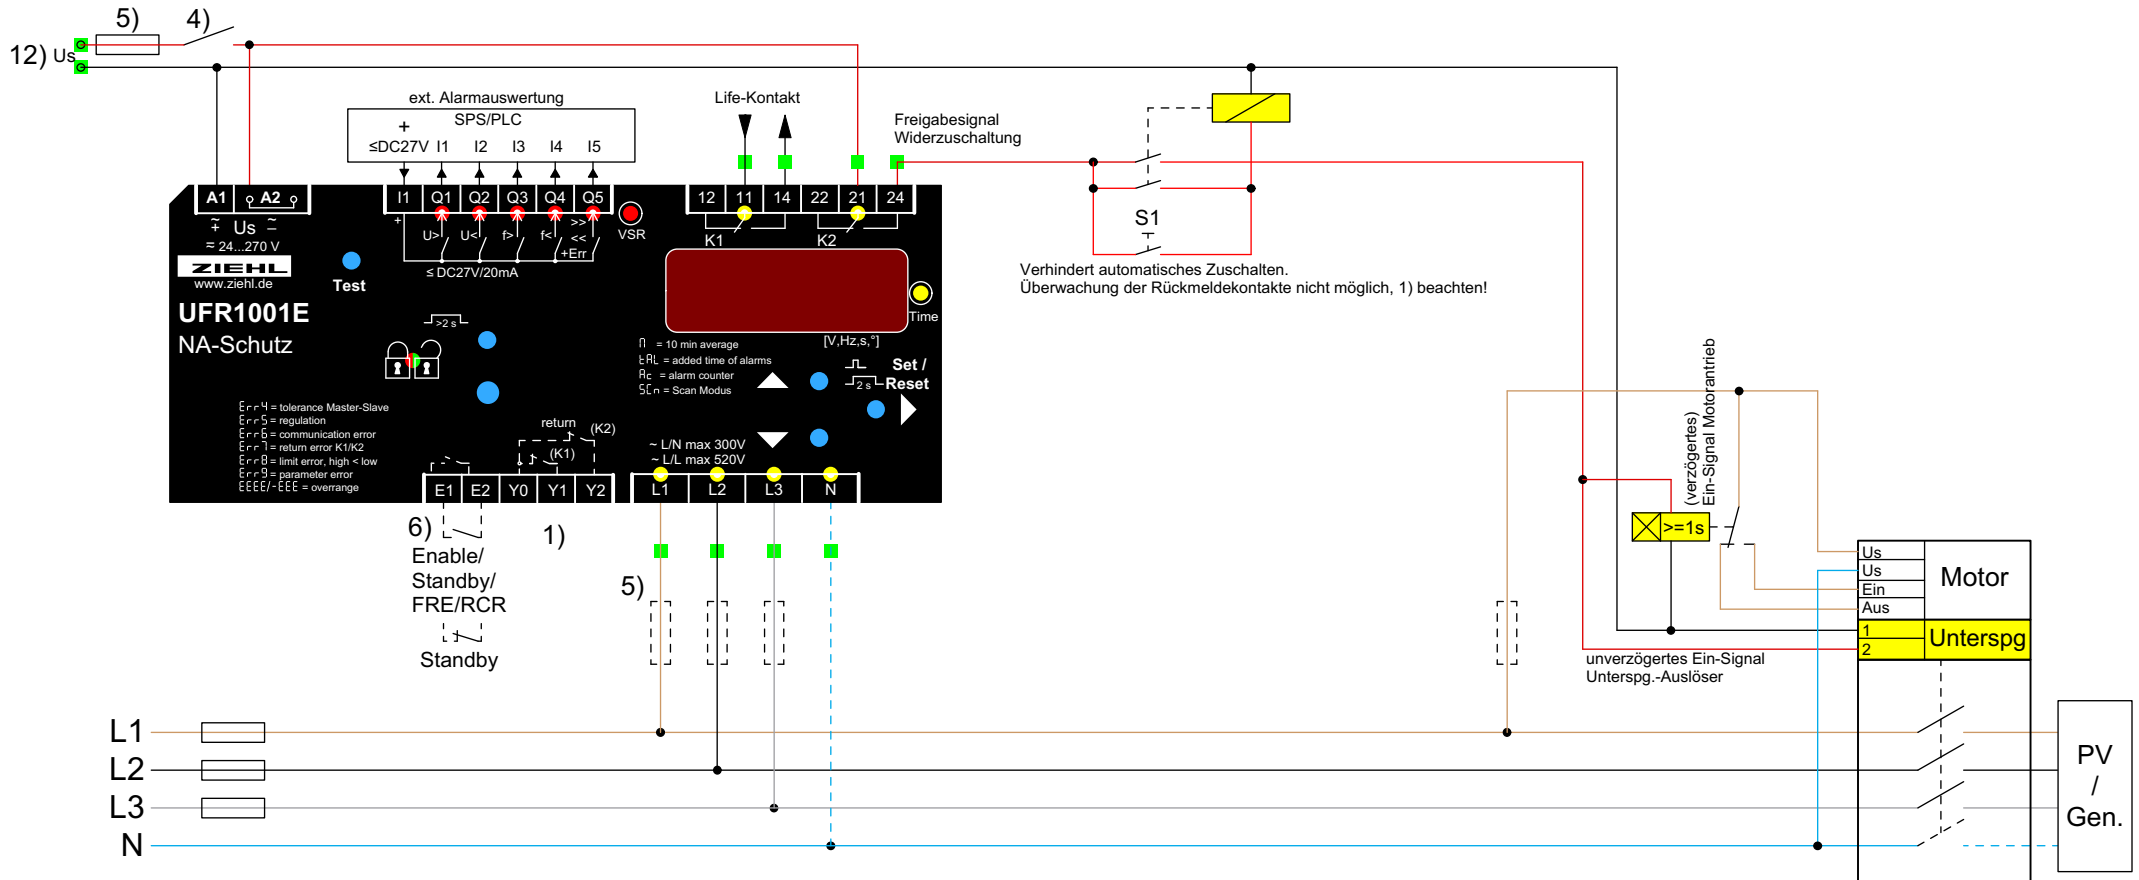 5) 4)
12) Us
ext. Alarmauswertung
SPS/PLC
+
≤DC27V I1 I2 I3 I4 I5
Life-Kontakt
Freigabesignal
Widerzuschaltung
A1 A2
I1 Q1 Q2 Q3 Q4 Q5
12 11 14 22 21 24
~ + Us ~ −
≂ 24...270 V
+ U> U< f> f< >>
<<
+Err
≤ DC27V/20mA
VSR
K1 K2
ZIEHL
www.ziehl.de
Test
UFR1001E
NA-Schutz
>2 s
Time
[V,Hz,s,°]
n = 10 min average
tAL = added time of alarms
Ac = alarm counter
SCn = Scan Modus
Set /
2 s Reset
Err4 = tolerance Master-Slave
Err5 = regulation
Err6 = communication error
Err7 = return error K1/K2
Err8 = limit error, high < low
Err9 = parameter error
EEEE/-EEE = overrange
return (K2)
(K1)
~ L/N max 300V
~ L/L max 520V
E1 E2 Y0 Y1 Y2
L1 L2 L3 N
6)
1)
Enable/
Standby/
FRE/RCR
Standby
5)
S1
Verhindert automatisches Zuschalten.
Überwachung der Rückmeldekontakte nicht möglich, 1) beachten!
(verzögertes)
Ein-Signal Motorantrieb
>=1s
Us
Us
Ein
Aus
Motor
1
2
Unterspg
unverzögertes Ein-Signal
Unterspg.-Auslöser
L1
L2
L3
N
PV
/
Gen.